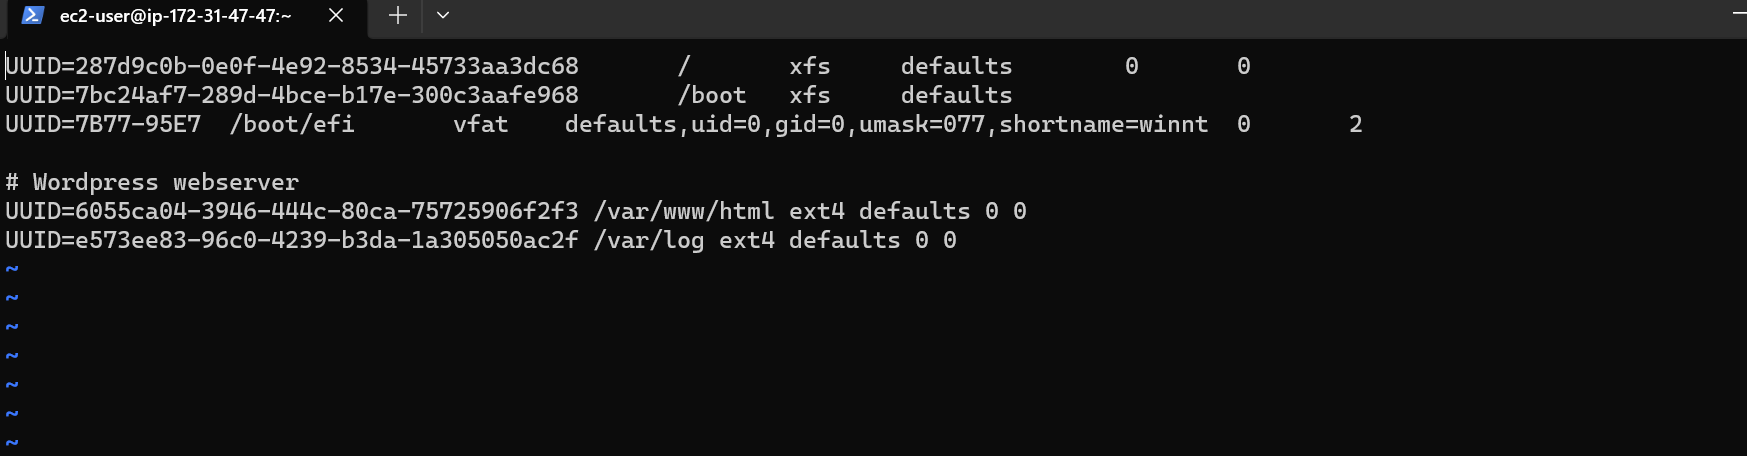 ec2-user@ip-172-31-47-47:~
UUID=287d9c0b-0e0f-4e92-8534-45733aa3dc68 / xfs defaults 0 0
UUID=7bc24af7-289d-4bce-b17e-300c3aafe968 /boot xfs defaults
UUID=7B77-95E7 /boot/efi vfat defaults,uid=0,gid=0,umask=077,shortname=winnt 0 2
# Wordpress webserver
UUID=6055ca04-3946-444c-80ca-75725906f2f3 /var/www/html ext4 defaults 0 0
UUID=e573ee83-96c0-4239-b3da-1a305050ac2f /var/log ext4 defaults 0 0
~
~
~
~
~
~
~